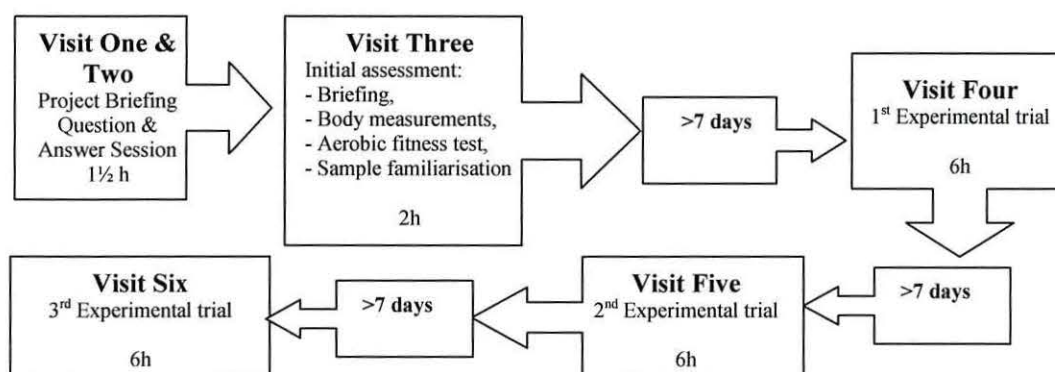 Visit One &
Two
Project Briefing
Question &
Answer Session
1½ h
Visit Three
Initial assessment:
- Briefing,
- Body measurements,
- Aerobic fitness test,
- Sample familiarisation
2h
>7 days
Visit Four
1st Experimental trial
6h
>7 days
Visit Five
2nd Experimental trial
6h
>7 days
Visit Six
3rd Experimental trial
6h